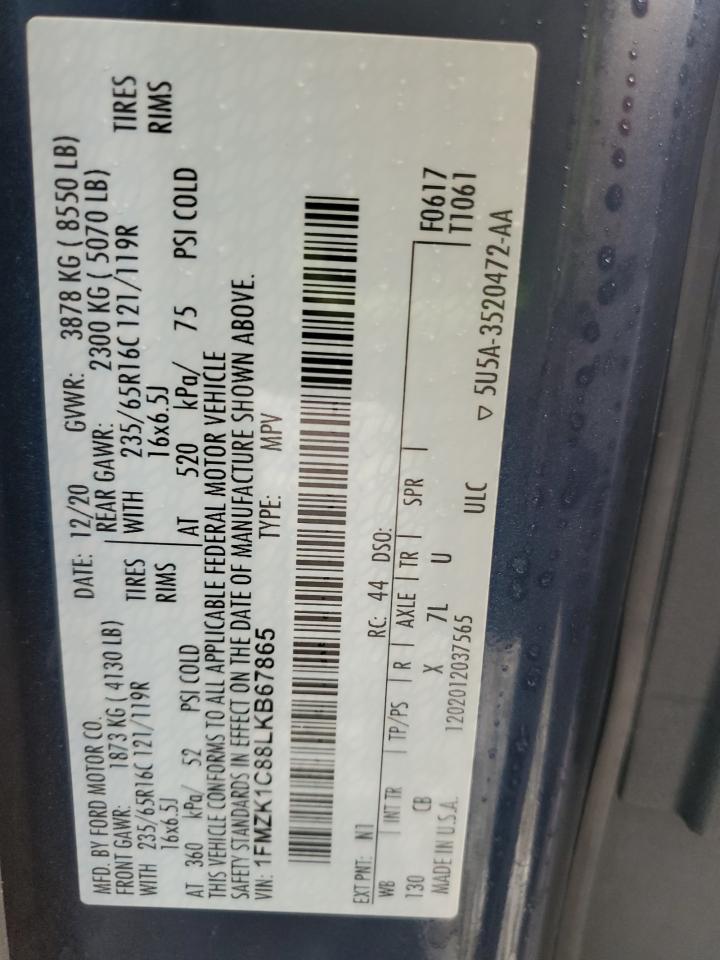 MFD. BY FORD MOTOR CO. DATE: 12/20 GVWR: 3878 KG ( 8550 LB)
FRONT GAWR: 1873 KG ( 4130 LB) REAR GAWR: 2300 KG ( 5070 LB)
WITH 235/65R16C 121/119R TIRES WITH 235/65R16C 121/119R TIRES
16x6.5J RIMS 16x6.5J RIMS
AT 360 kPa/ 52 PSI COLD AT 520 kPa/ 75 PSI COLD
THIS VEHICLE CONFORMS TO ALL APPLICABLE FEDERAL MOTOR VEHICLE
SAFETY STANDARDS IN EFFECT ON THE DATE OF MANUFACTURE SHOWN ABOVE.
VIN: 1FMZK1C88LKB67865 TYPE: MPV
EXT PNT: N1 RC: 44 DSO:
WB INT TR TP/PS R AXLE TR SPR F0617
130 CB X 7L U T1061
MADE IN U.S.A. 1202012037565 ULC
▽ 5U5A-3520472-AA